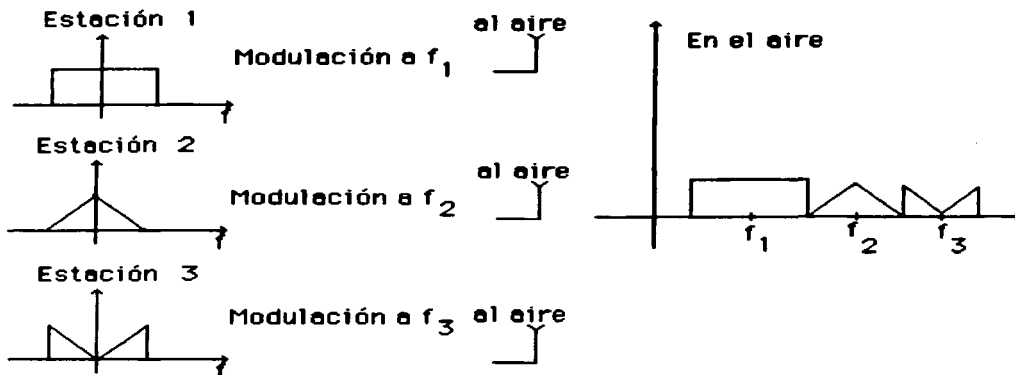 Estación 1
Modulación a f1
al aire
f
Estación 2
Modulación a f2
al aire
f
Estación 3
Modulación a f3
al aire
f
En el aire
f1 f2 f3